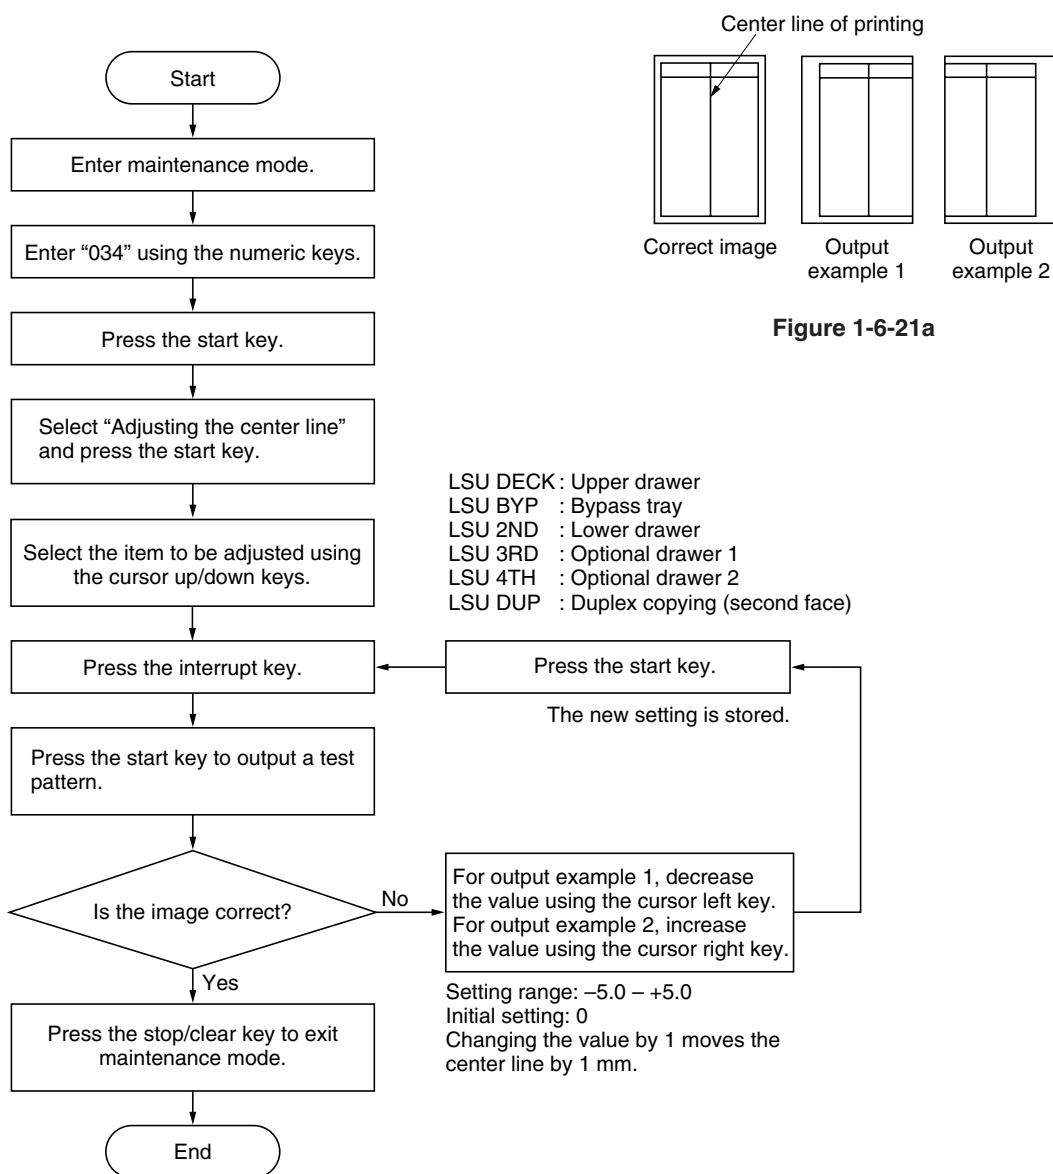 Start
Enter maintenance mode.
Enter “034” using the numeric keys.
Press the start key.
Select “Adjusting the center line”
and press the start key.
Select the item to be adjusted using
the cursor up/down keys.
Press the interrupt key.
Press the start key to output a test
pattern.
Is the image correct?
No
Yes
Press the stop/clear key to exit
maintenance mode.
End
Center line of printing
Correct image
Output
example 1
Output
example 2
Figure 1-6-21a
LSU DECK : Upper drawer
LSU BYP : Bypass tray
LSU 2ND : Lower drawer
LSU 3RD : Optional drawer 1
LSU 4TH : Optional drawer 2
LSU DUP : Duplex copying (second face)
Press the start key.
The new setting is stored.
For output example 1, decrease
the value using the cursor left key.
For output example 2, increase
the value using the cursor right key.
Setting range: –5.0 – +5.0
Initial setting: 0
Changing the value by 1 moves the
center line by 1 mm.